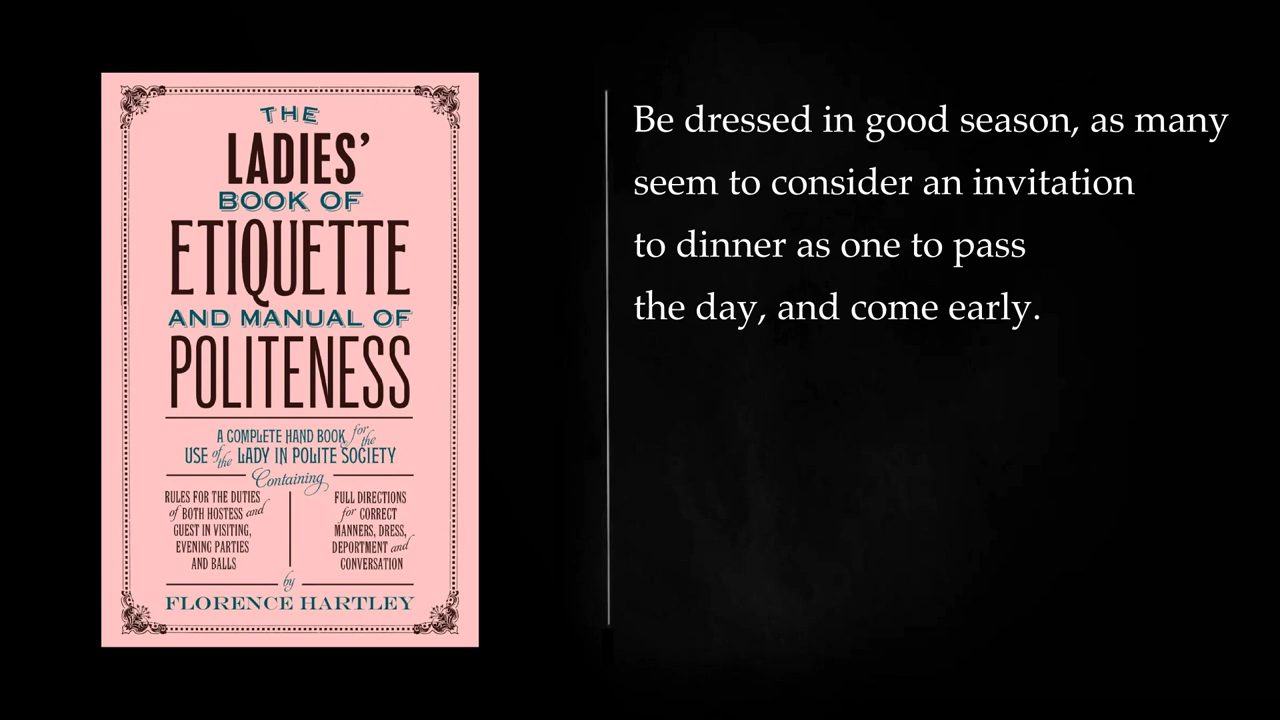 THE
LADIES'
BOOK OF
ETIQUETTE
AND MANUAL OF
POLITENESS
A COMPLETE HAND BOOK for the
USE of the LADY IN POLITE SOCIETY
Containing
RULES FOR THE DUTIES
of BOTH HOSTESS and
GUEST IN VISITING,
EVENING PARTIES
AND BALLS
FULL DIRECTIONS
for CORRECT
MANNERS, DRESS,
DEPORTMENT and
CONVERSATION
by
FLORENCE HARTLEY
Be dressed in good season, as many
seem to consider an invitation
to dinner as one to pass
the day, and come early.